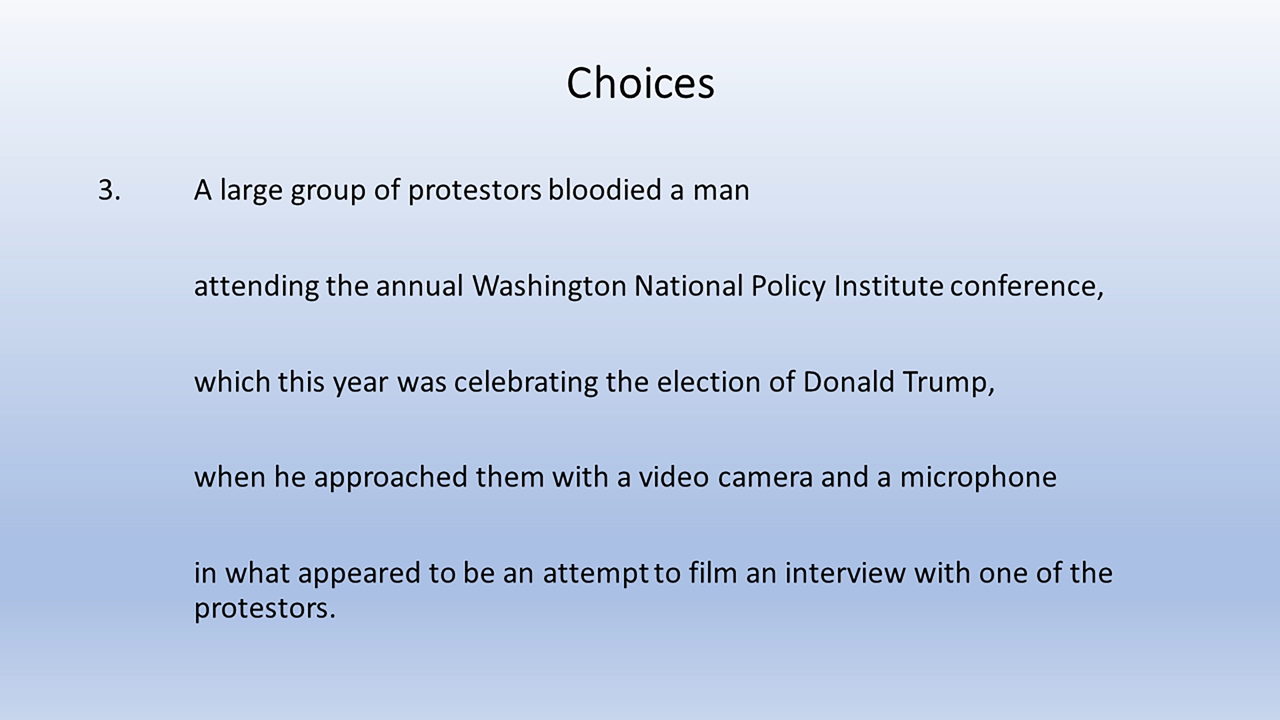 Choices
3. A large group of protestors bloodied a man
attending the annual Washington National Policy Institute conference,
which this year was celebrating the election of Donald Trump,
when he approached them with a video camera and a microphone
in what appeared to be an attempt to film an interview with one of the
protestors.